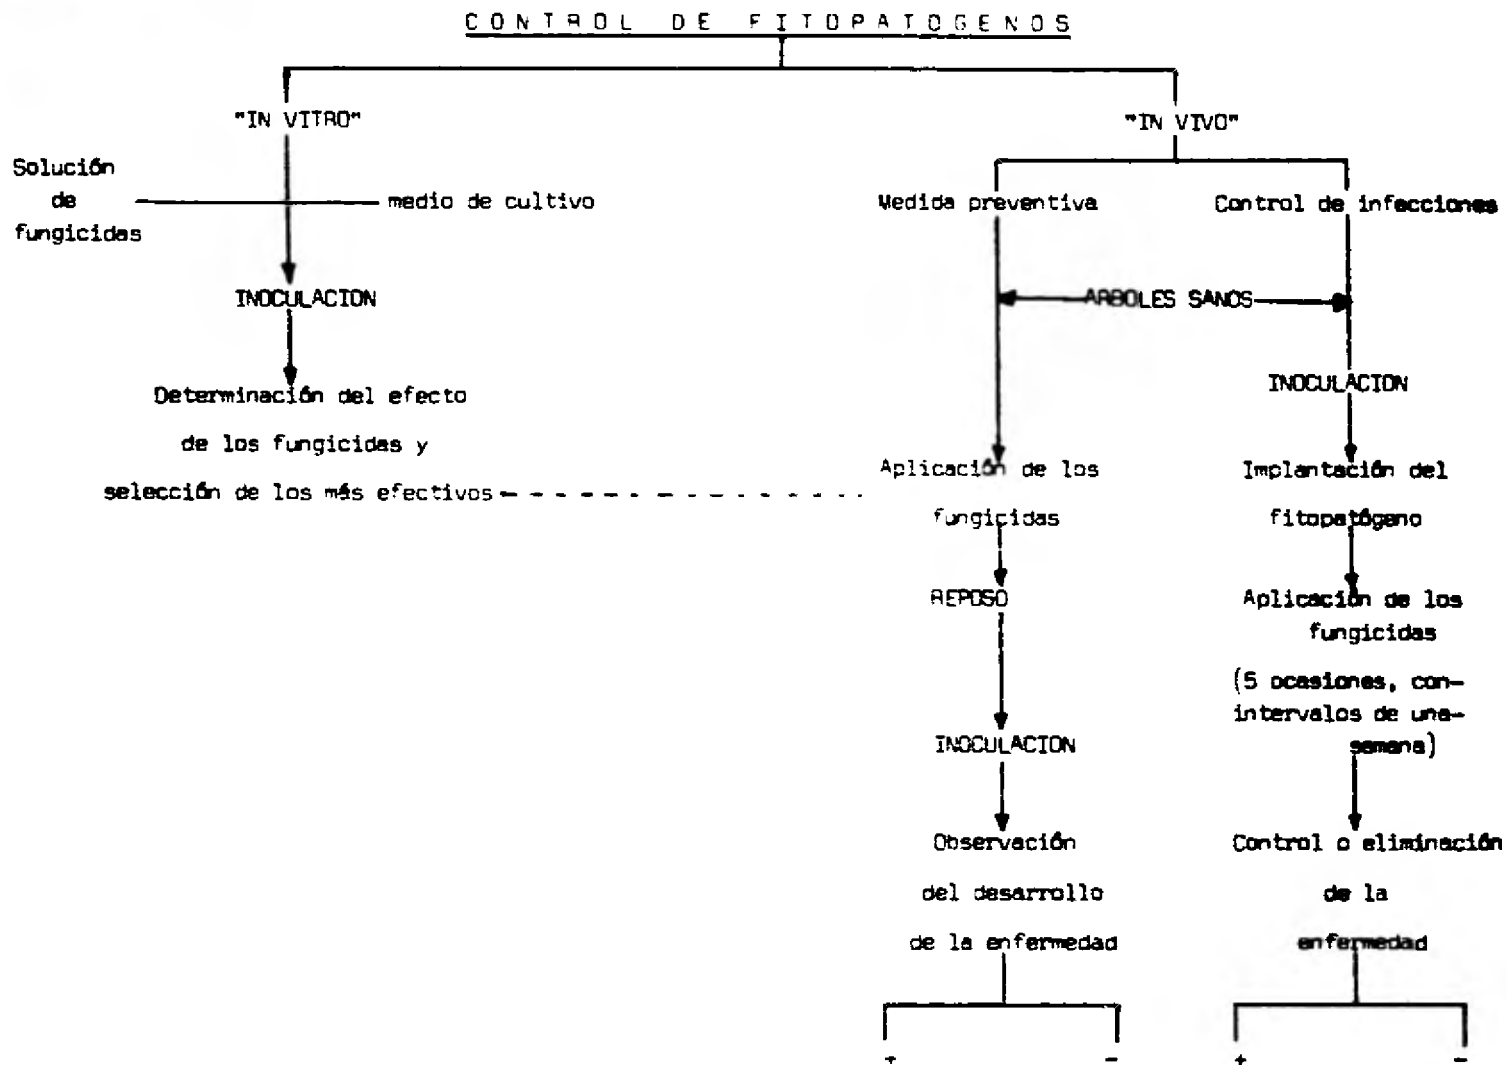 CONTROL DE FITOPATOGENOS
"IN VITRO"
Solución
de
fungicidas
medio de cultivo
INOCULACION
Determinación del efecto
de los fungicidas y
selección de los más efectivos
"IN VIVO"
Medida preventiva
Control de infecciones
ARBOLES SANOS
Aplicación de los
fungicidas
REPOSO
INOCULACION
Observación
del desarrollo
de la enfermedad
+ -
INOCULACION
Implantación del
fitopatógeno
Aplicación de los
fungicidas
(5 ocasiones, con-
intervalos de una-
semana)
Control o eliminación
de la
enfermedad
+ -